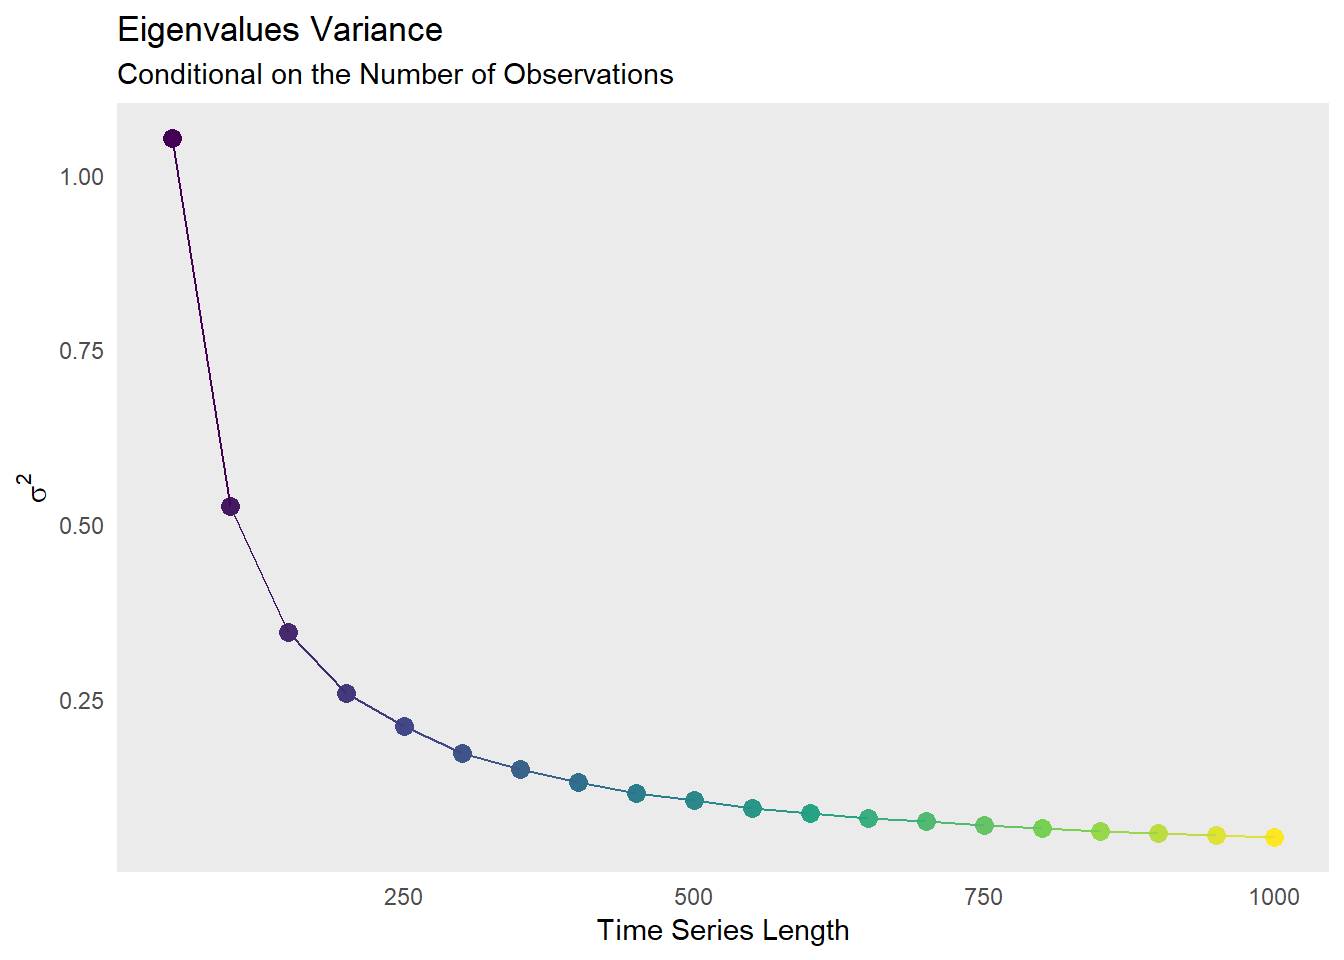 Eigenvalues Variance
Conditional on the Number of Observations
1.00
0.75
σ²
0.50
0.25
250 500 750 1000
Time Series Length